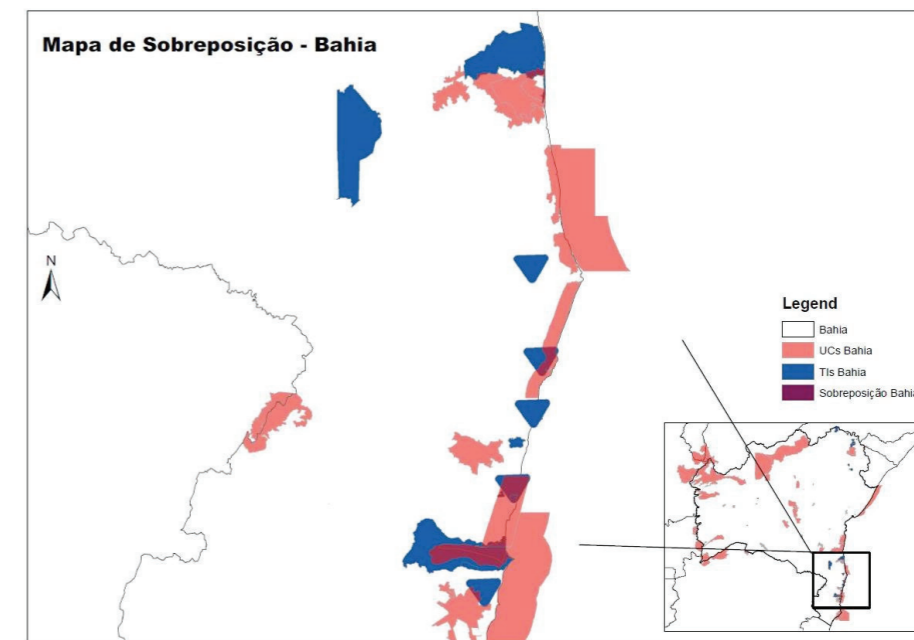 Mapa de Sobreposição - Bahia
N
Legend
Bahia
UCs Bahia
TIs Bahia
Sobreposição Bahia